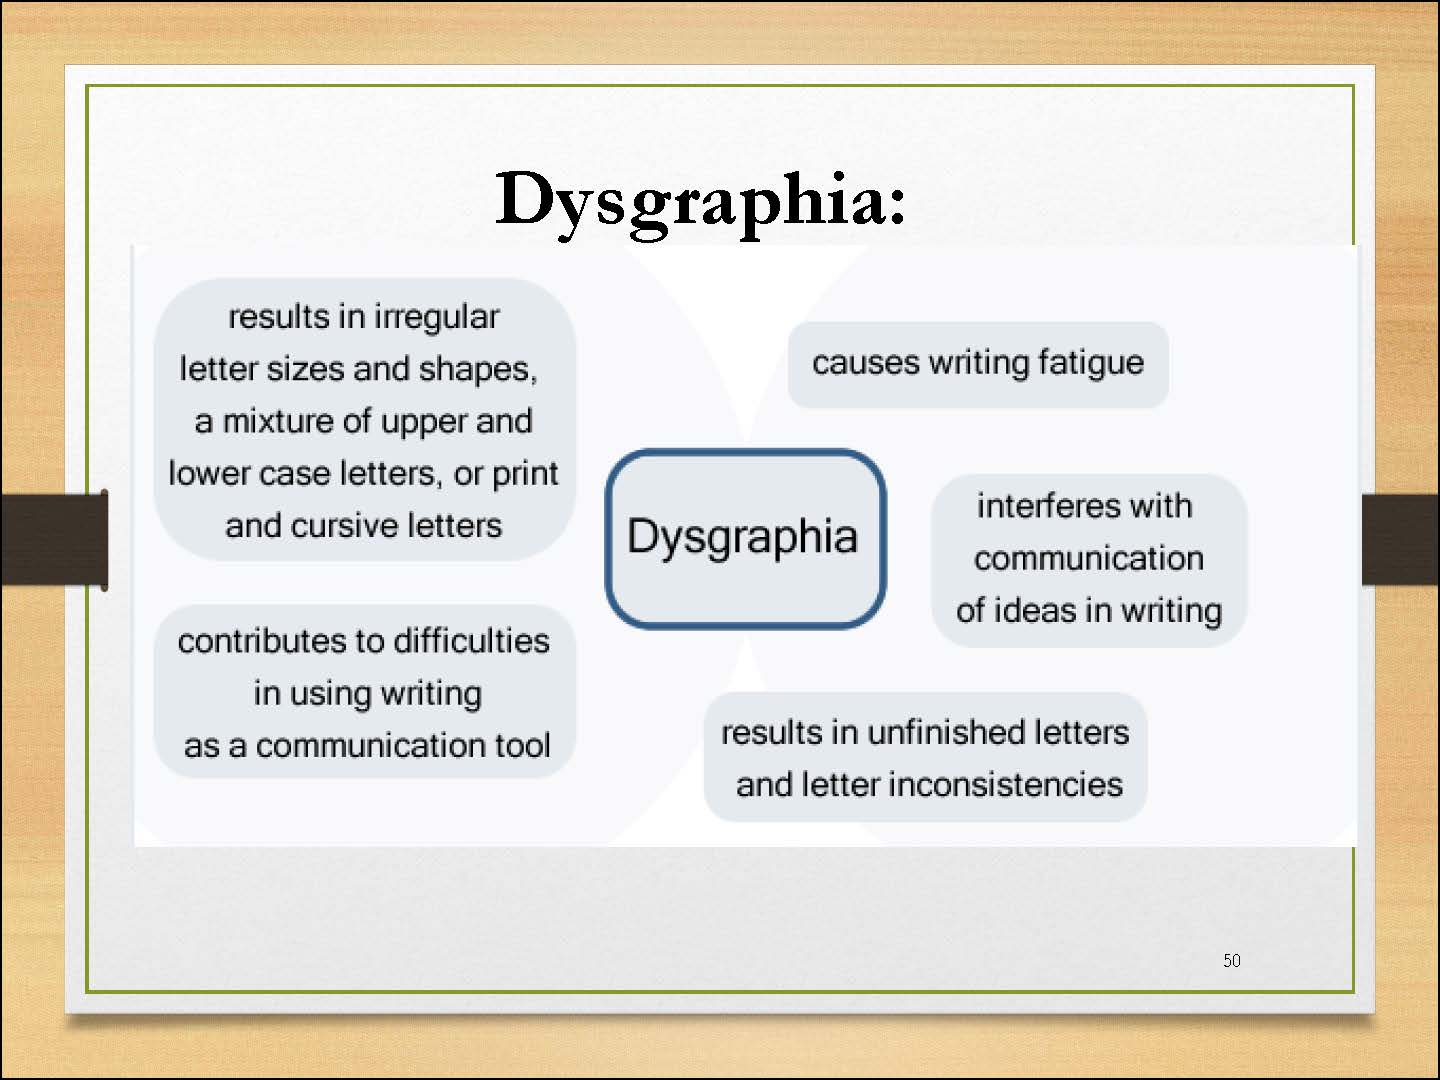 Dysgraphia:
results in irregular
letter sizes and shapes,
a mixture of upper and
lower case letters, or print
and cursive letters
causes writing fatigue
Dysgraphia
interferes with
communication
of ideas in writing
contributes to difficulties
in using writing
as a communication tool
results in unfinished letters
and letter inconsistencies
50